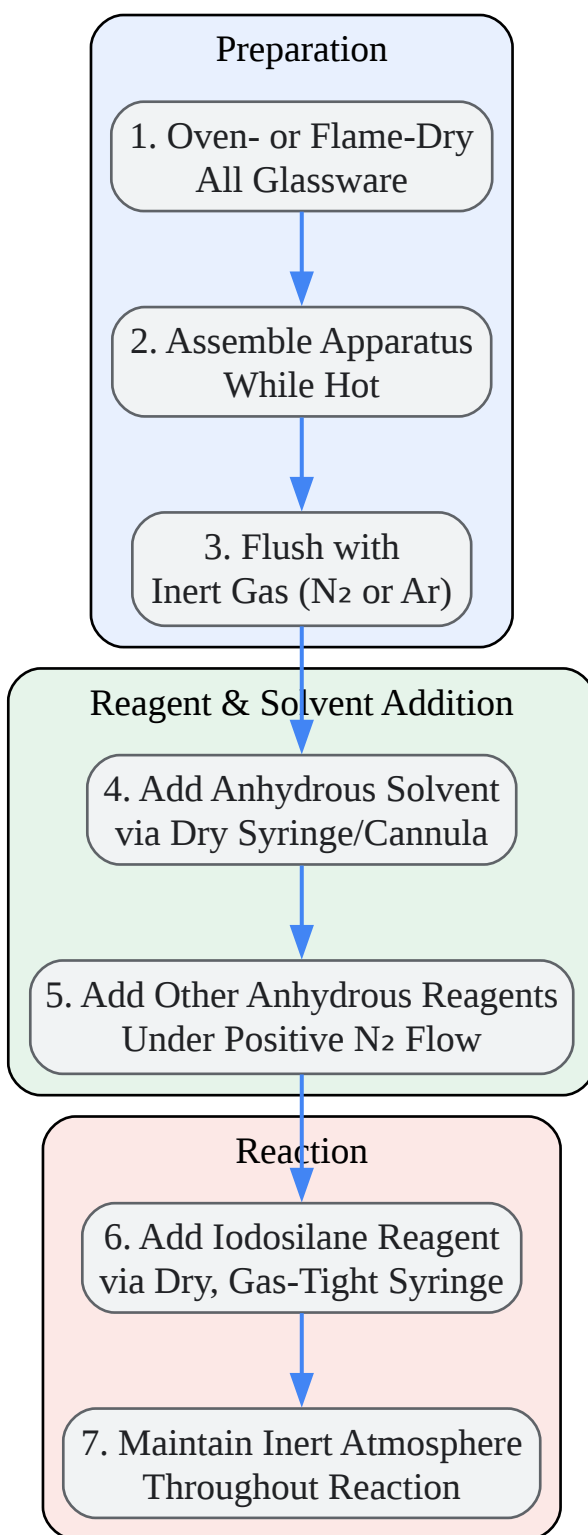 Preparation
1. Oven- or Flame-Dry
All Glassware
2. Assemble Apparatus
While Hot
3. Flush with
Inert Gas (N₂ or Ar)
Reagent & Solvent Addition
4. Add Anhydrous Solvent
via Dry Syringe/Cannula
5. Add Other Anhydrous Reagents
Under Positive N₂ Flow
Reaction
6. Add Iodosilane Reagent
via Dry, Gas-Tight Syringe
7. Maintain Inert Atmosphere
Throughout Reaction